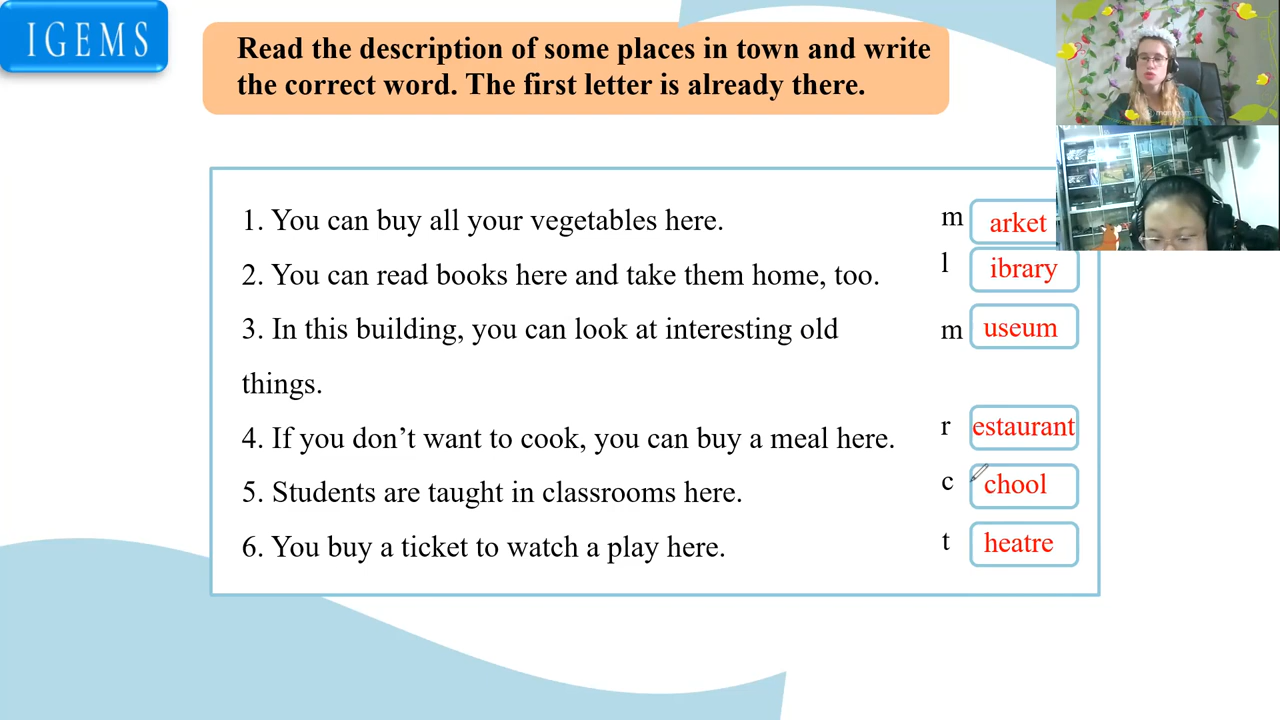 IGEMS
Read the description of some places in town and write
the correct word. The first letter is already there.
1. You can buy all your vegetables here. m arket
2. You can read books here and take them home, too. l ibrary
3. In this building, you can look at interesting old m useum
things.
4. If you don’t want to cook, you can buy a meal here. r estaurant
5. Students are taught in classrooms here. c chool
6. You buy a ticket to watch a play here. t heatre